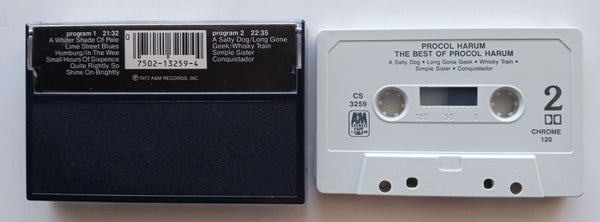 program 1 21:32
A Whiter Shade Of Pale
Lime Street Blues
Homburg/In The Wee
Small Hours Of Sixpence
Quite Rightly So
Shine On Brightly
0
7502-13259-4
program 2 22:35
A Salty Dog/Long Gone
Geek/Whisky Train
Simple Sister
Conquistador
℗1973 A&M RECORDS, INC.
PROCOL HARUM
THE BEST OF PROCOL HARUM
A Salty Dog • Long Gone Geek • Whisky Train •
Simple Sister • Conquistador
CS
3259
100 50 0
A&M
STEREO
2
CHROME
120